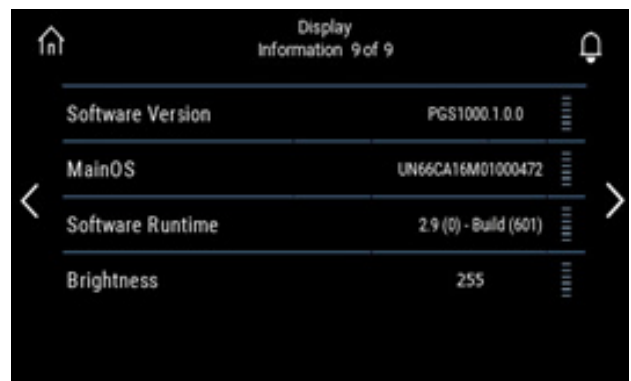 Display
Information 9 of 9
Software Version PGS1000.1.0.0
MainOS UN66CA16M01000472
Software Runtime 2.9 (0) - Build (601)
Brightness 255